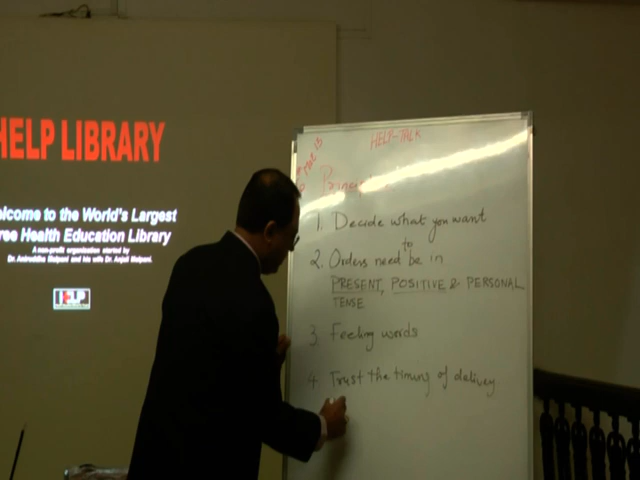 HELP LIBRARY
elcome to the World's Largest
ree Health Education Library
A non-profit organisation started by
Dr. Aniruddha Malpani and his wife Dr. Anjali Malpani.
HELP
HELP-TALK
1. Decide what you want
2. Orders need to be in
PRESENT, POSITIVE & PERSONAL
TENSE
3. Feeling words
4. Trust the timing of delivery